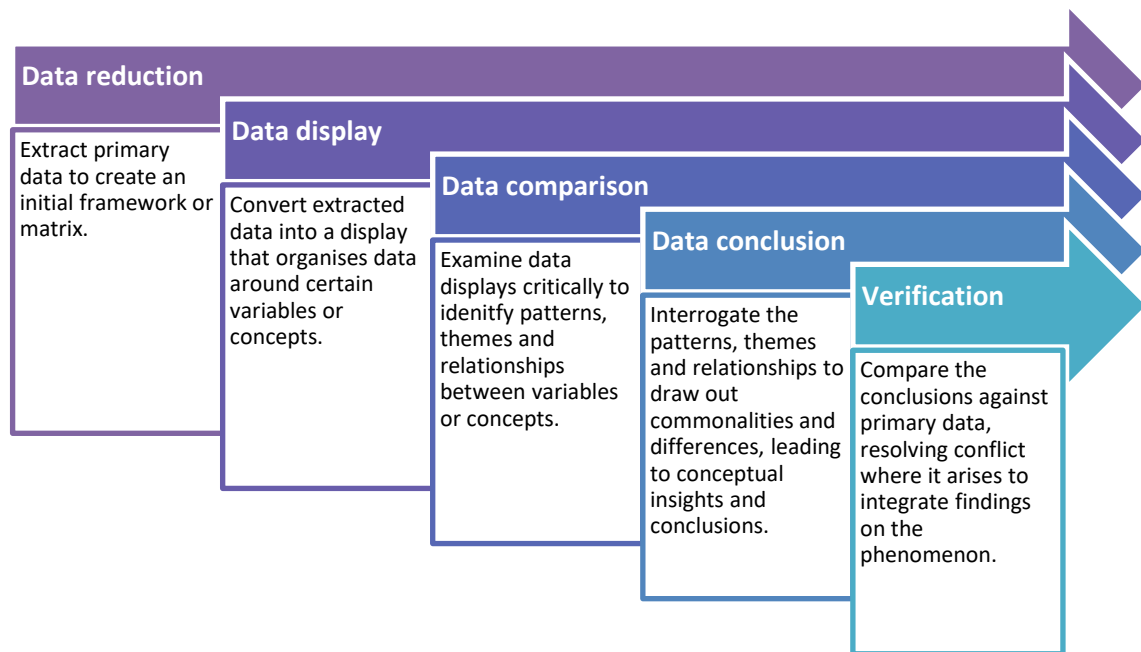 Data reduction
Extract primary
data to create an
initial framework or
matrix.
Data display
Convert extracted
data into a display
that organises data
around certain
variables or
concepts.
Data comparison
Examine data
displays critically to
idenitfy patterns,
themes and
relationships
between variables
or concepts.
Data conclusion
Interrogate the
patterns, themes
and relationships to
draw out
commonalities and
differences, leading
to conceptual
insights and
conclusions.
Verification
Compare the
conclusions against
primary data,
resolving conflict
where it arises to
integrate findings
on the
phenomenon.